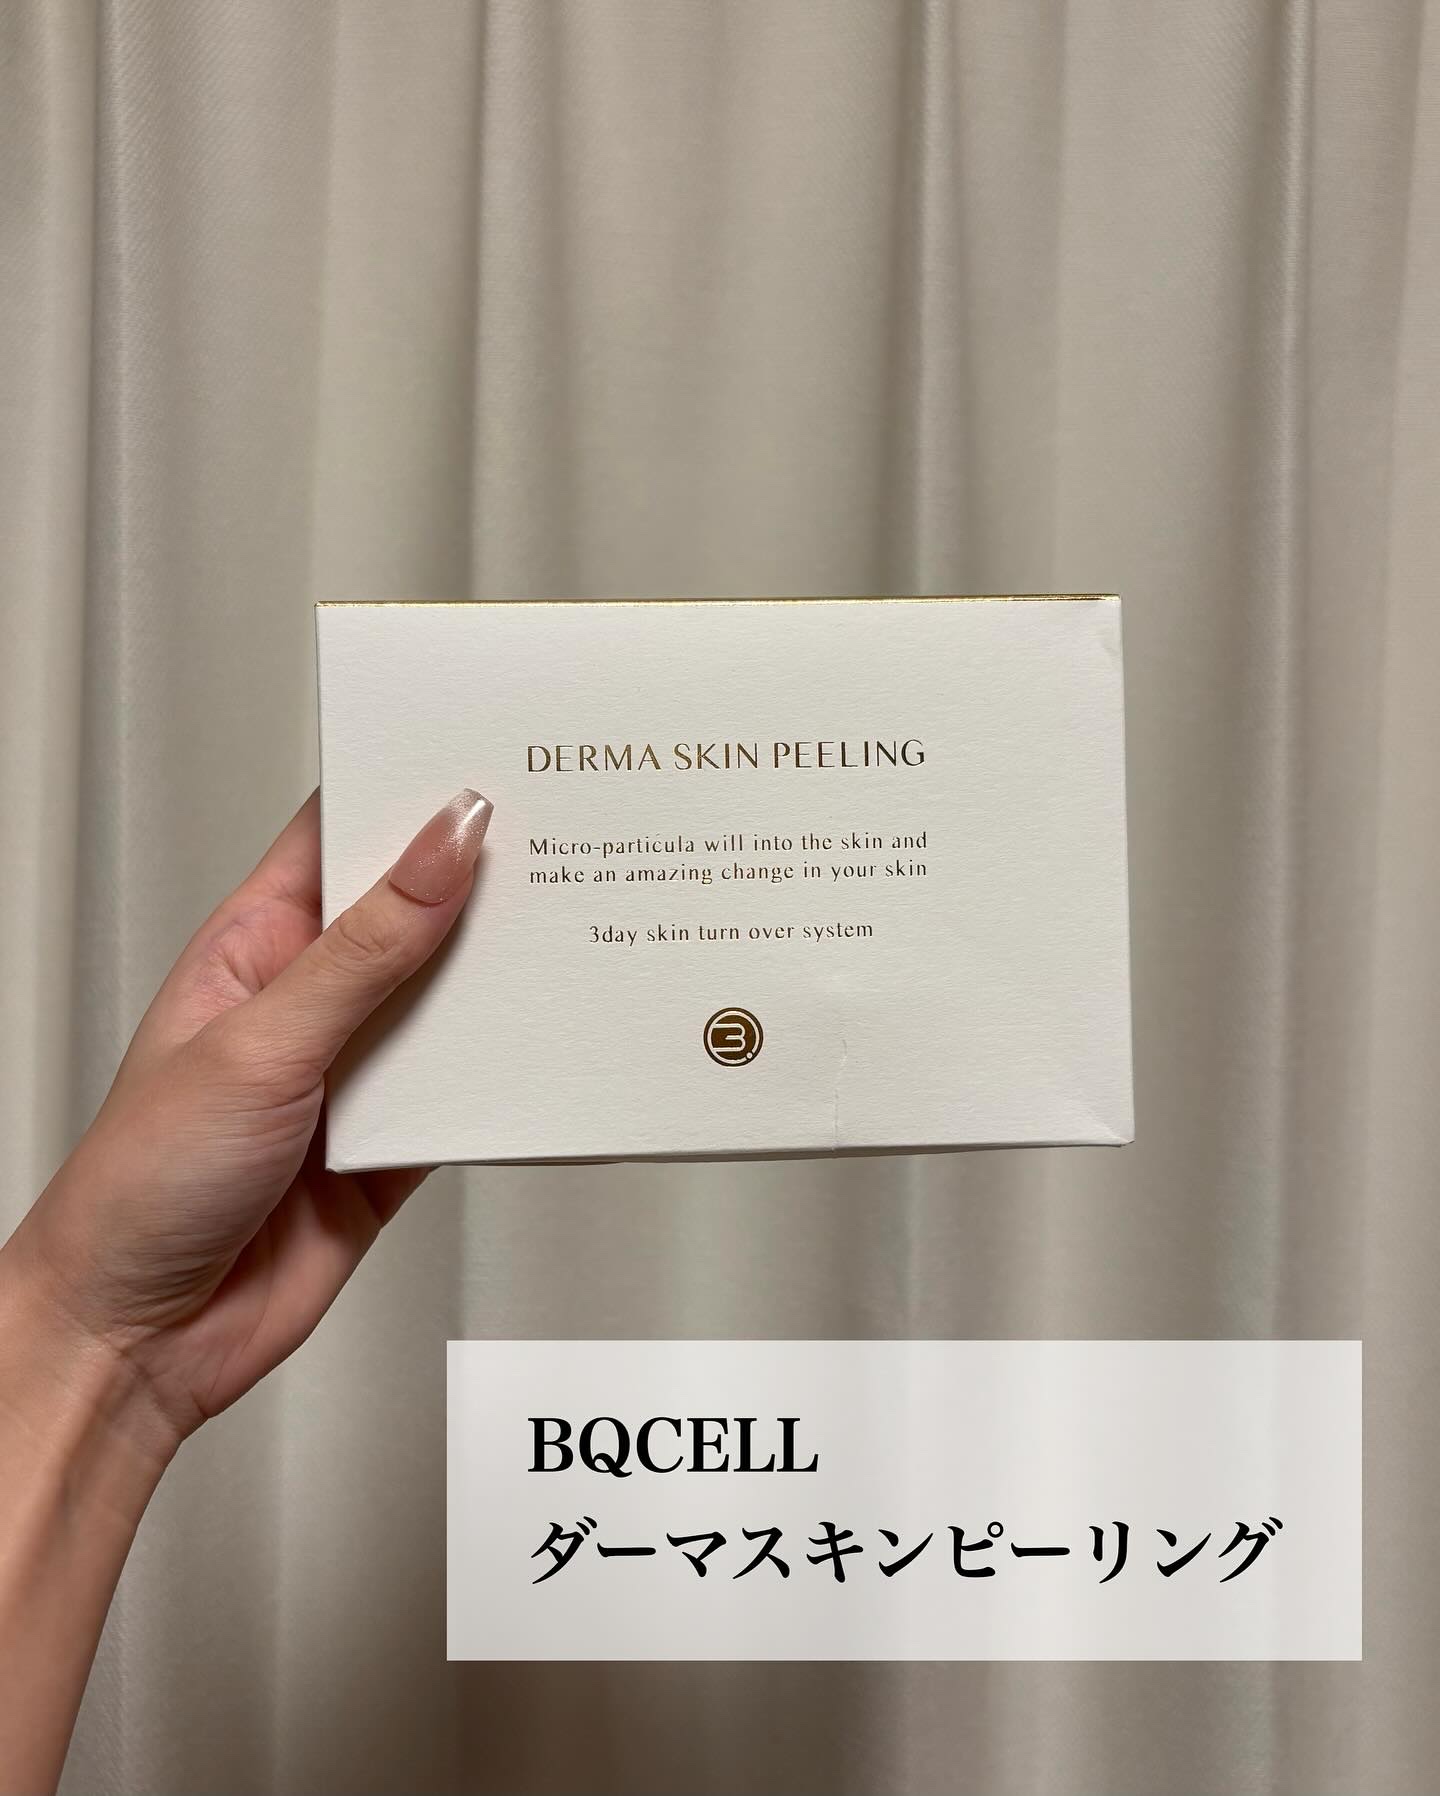 DERMA SKIN PEELING
Micro-particula will into the skin and
make an amazing change in your skin
3day skin turn over system
B.
BQCELL
ダーマスキンピーリング